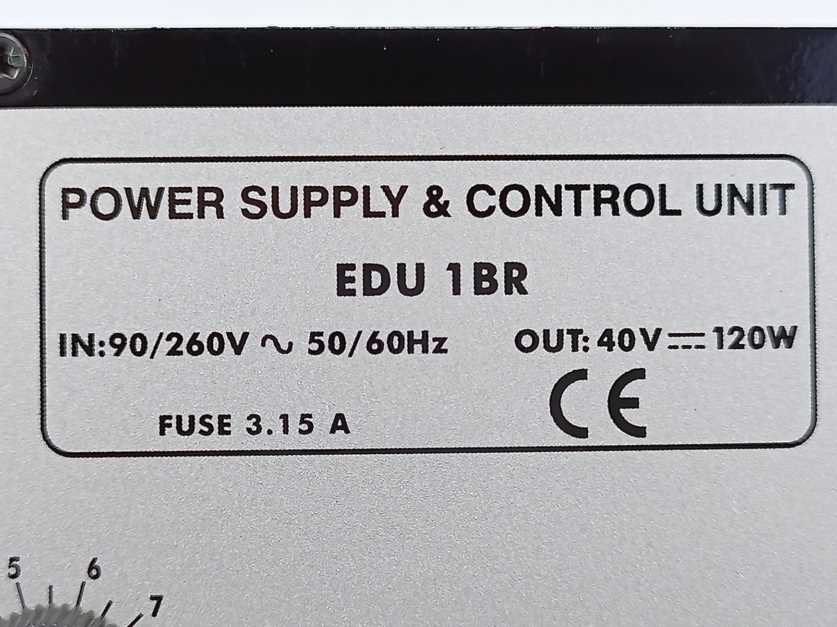 POWER SUPPLY & CONTROL UNIT
EDU 1BR
IN:90/260V ∿ 50/60Hz OUT: 40V⎓120W
FUSE 3.15 A CE
5 6 7